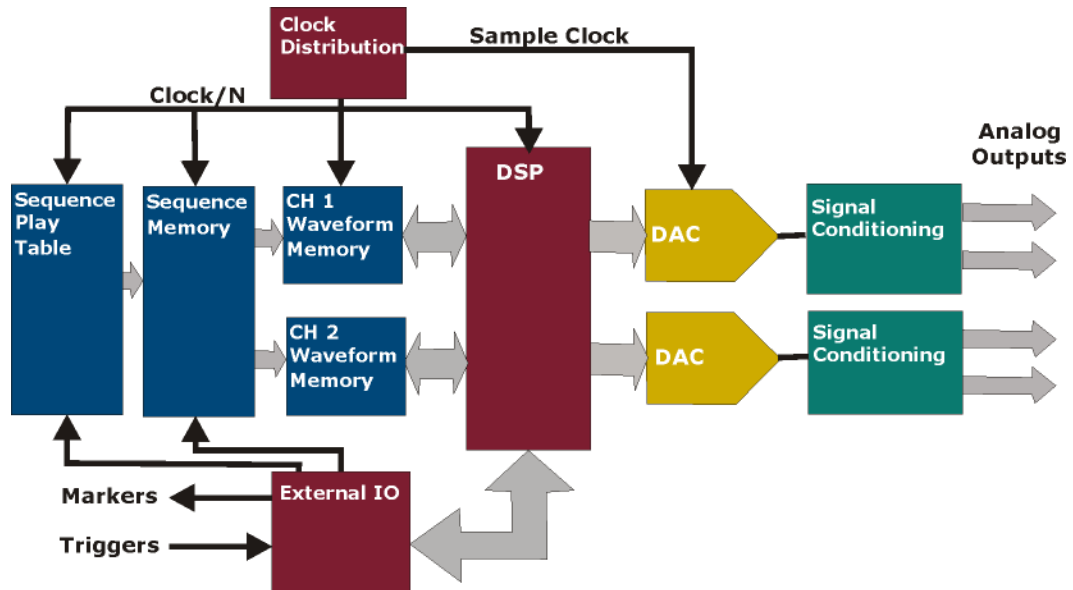 Clock
Distribution
Sample Clock
Clock/N
Analog
Outputs
Sequence
Play
Table
Sequence
Memory
CH 1
Waveform
Memory
DSP
DAC
Signal
Conditioning
CH 2
Waveform
Memory
DAC
Signal
Conditioning
External IO
Markers
Triggers